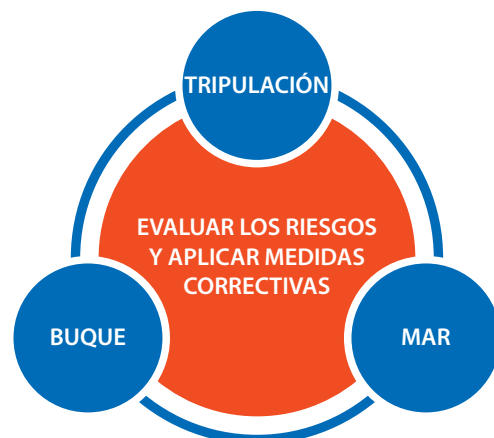 TRIPULACIÓN
EVALUAR LOS RIESGOS
Y APLICAR MEDIDAS
CORRECTIVAS
BUQUE
MAR